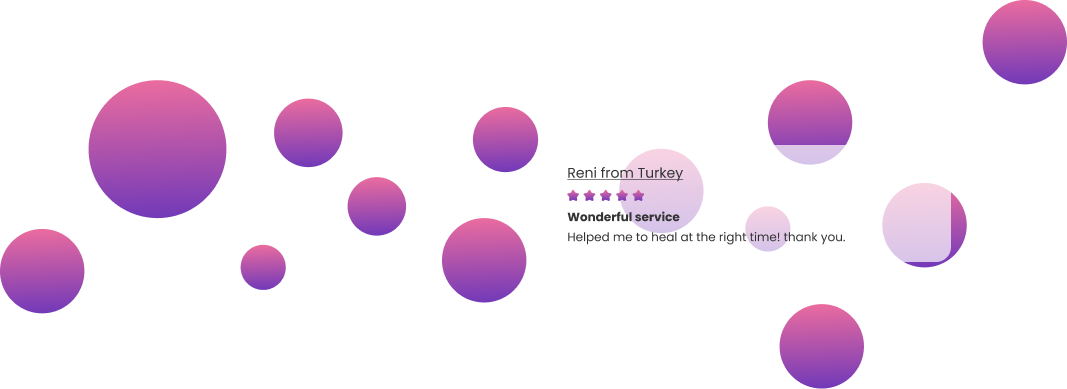 Reni from Turkey
Wonderful service
Helped me to heal at the right time! thank you.